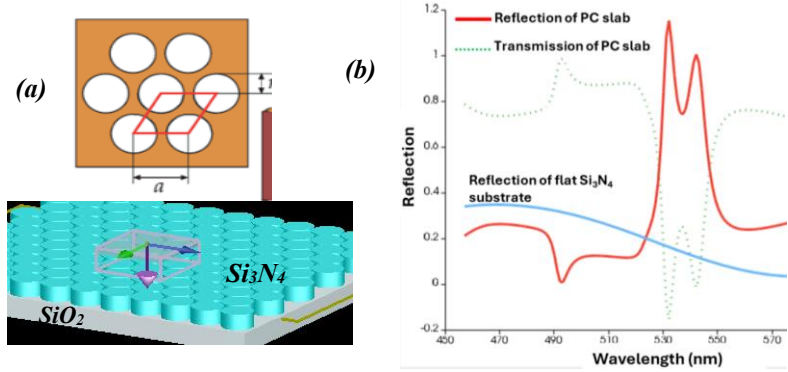 (a)
r
a
Si₃N₄
SiO₂
(b)
Reflection of PC slab
Transmission of PC slab
Reflection of flat Si₃N₄
substrate
Reflection
1.2
1
0.8
0.6
0.4
0.2
0
-0.2
450
470
490
510
530
550
570
Wavelength (nm)